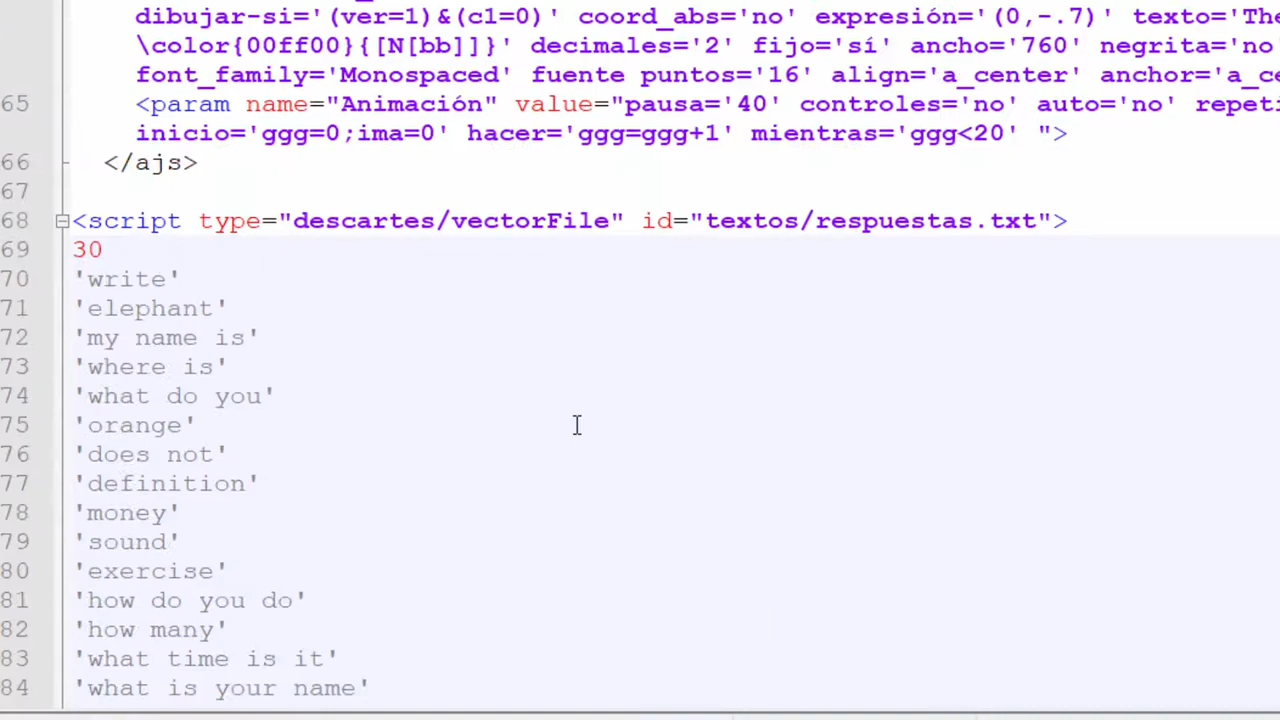 dibujar-si='(ver=1)&(c1=0)' coord_abs='no' expresión='(0,-.7)' texto='The
\color{00ff00}{[N[bb]]}' decimales='2' fijo='sí' ancho='760' negrita='no'
font_family='Monospaced' fuente puntos='16' align='a_center' anchor='a_ce
65 <param name="Animación" value="pausa='40' controles='no' auto='no' repeti
inicio='ggg=0;ima=0' hacer='ggg=ggg+1' mientras='ggg<20' ">
66 </ajs>
67
68 <script type="descartes/vectorFile" id="textos/respuestas.txt">
69 30
70 'write'
71 'elephant'
72 'my name is'
73 'where is'
74 'what do you'
75 'orange'
76 'does not'
77 'definition'
78 'money'
79 'sound'
80 'exercise'
81 'how do you do'
82 'how many'
83 'what time is it'
84 'what is your name'